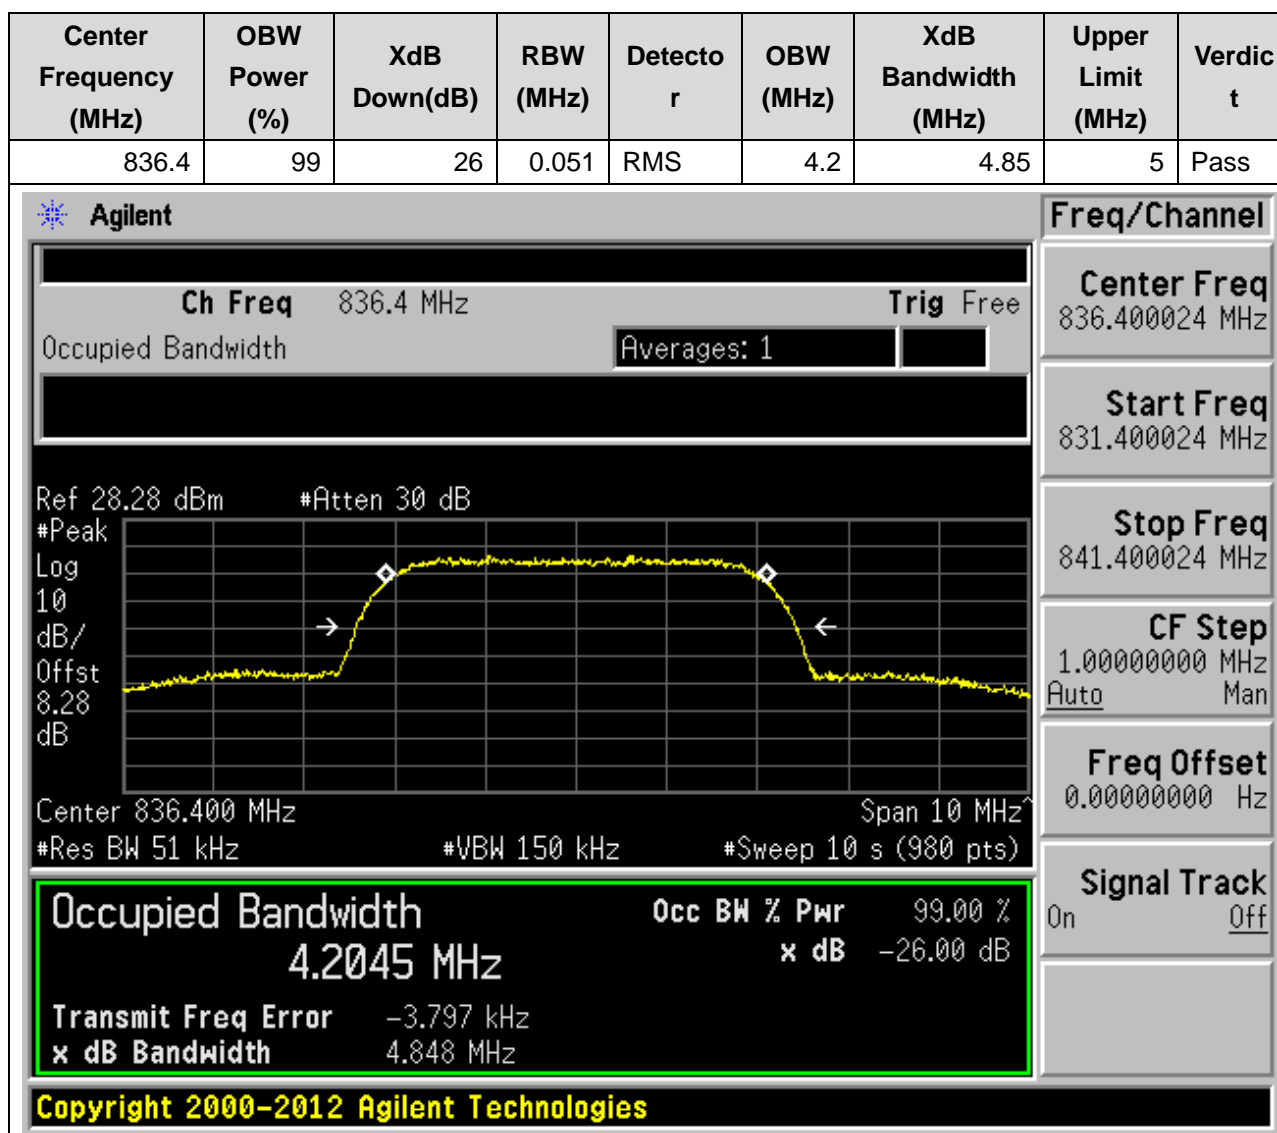 Center Frequency (MHz) OBW Power (%) XdB Down(dB) RBW (MHz) Detecto r OBW (MHz) XdB Bandwidth (MHz) Upper Limit (MHz) Verdic t
836.4 99 26 0.051 RMS 4.2 4.85 5 Pass
Agilent
Freq/Channel
Ch Freq 836.4 MHz Trig Free
Occupied Bandwidth Averages: 1
Center Freq
836.400024 MHz
Start Freq
831.400024 MHz
Stop Freq
841.400024 MHz
CF Step
1.00000000 MHz
Auto Man
Freq Offset
0.00000000 Hz
Signal Track
On Off
Ref 28.28 dBm #Atten 30 dB
#Peak
Log
10
dB/
Offst
8.28
dB
Center 836.400 MHz Span 10 MHz^
#Res BW 51 kHz #VBW 150 kHz #Sweep 10 s (980 pts)
Occupied Bandwidth Occ BW % Pwr 99.00 %
4.2045 MHz x dB -26.00 dB
Transmit Freq Error -3.797 kHz
x dB Bandwidth 4.848 MHz
Copyright 2000-2012 Agilent Technologies